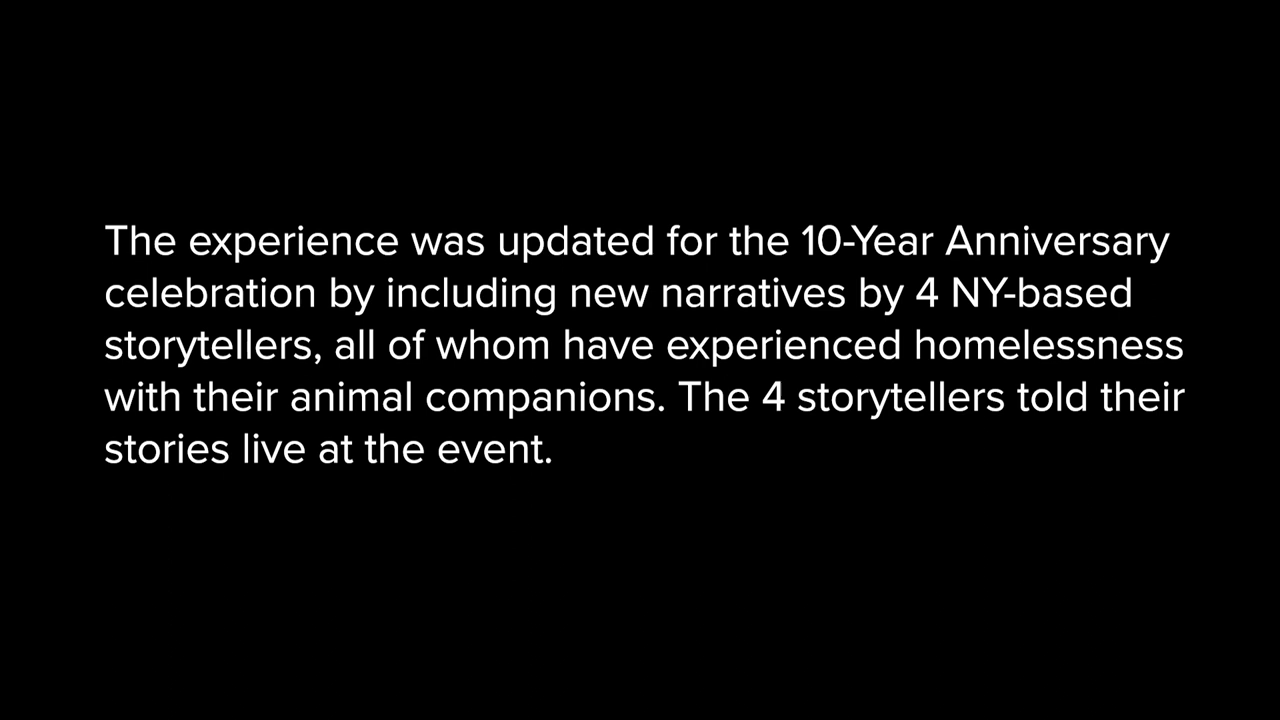 The experience was updated for the 10-Year Anniversary
celebration by including new narratives by 4 NY-based
storytellers, all of whom have experienced homelessness
with their animal companions. The 4 storytellers told their
stories live at the event.